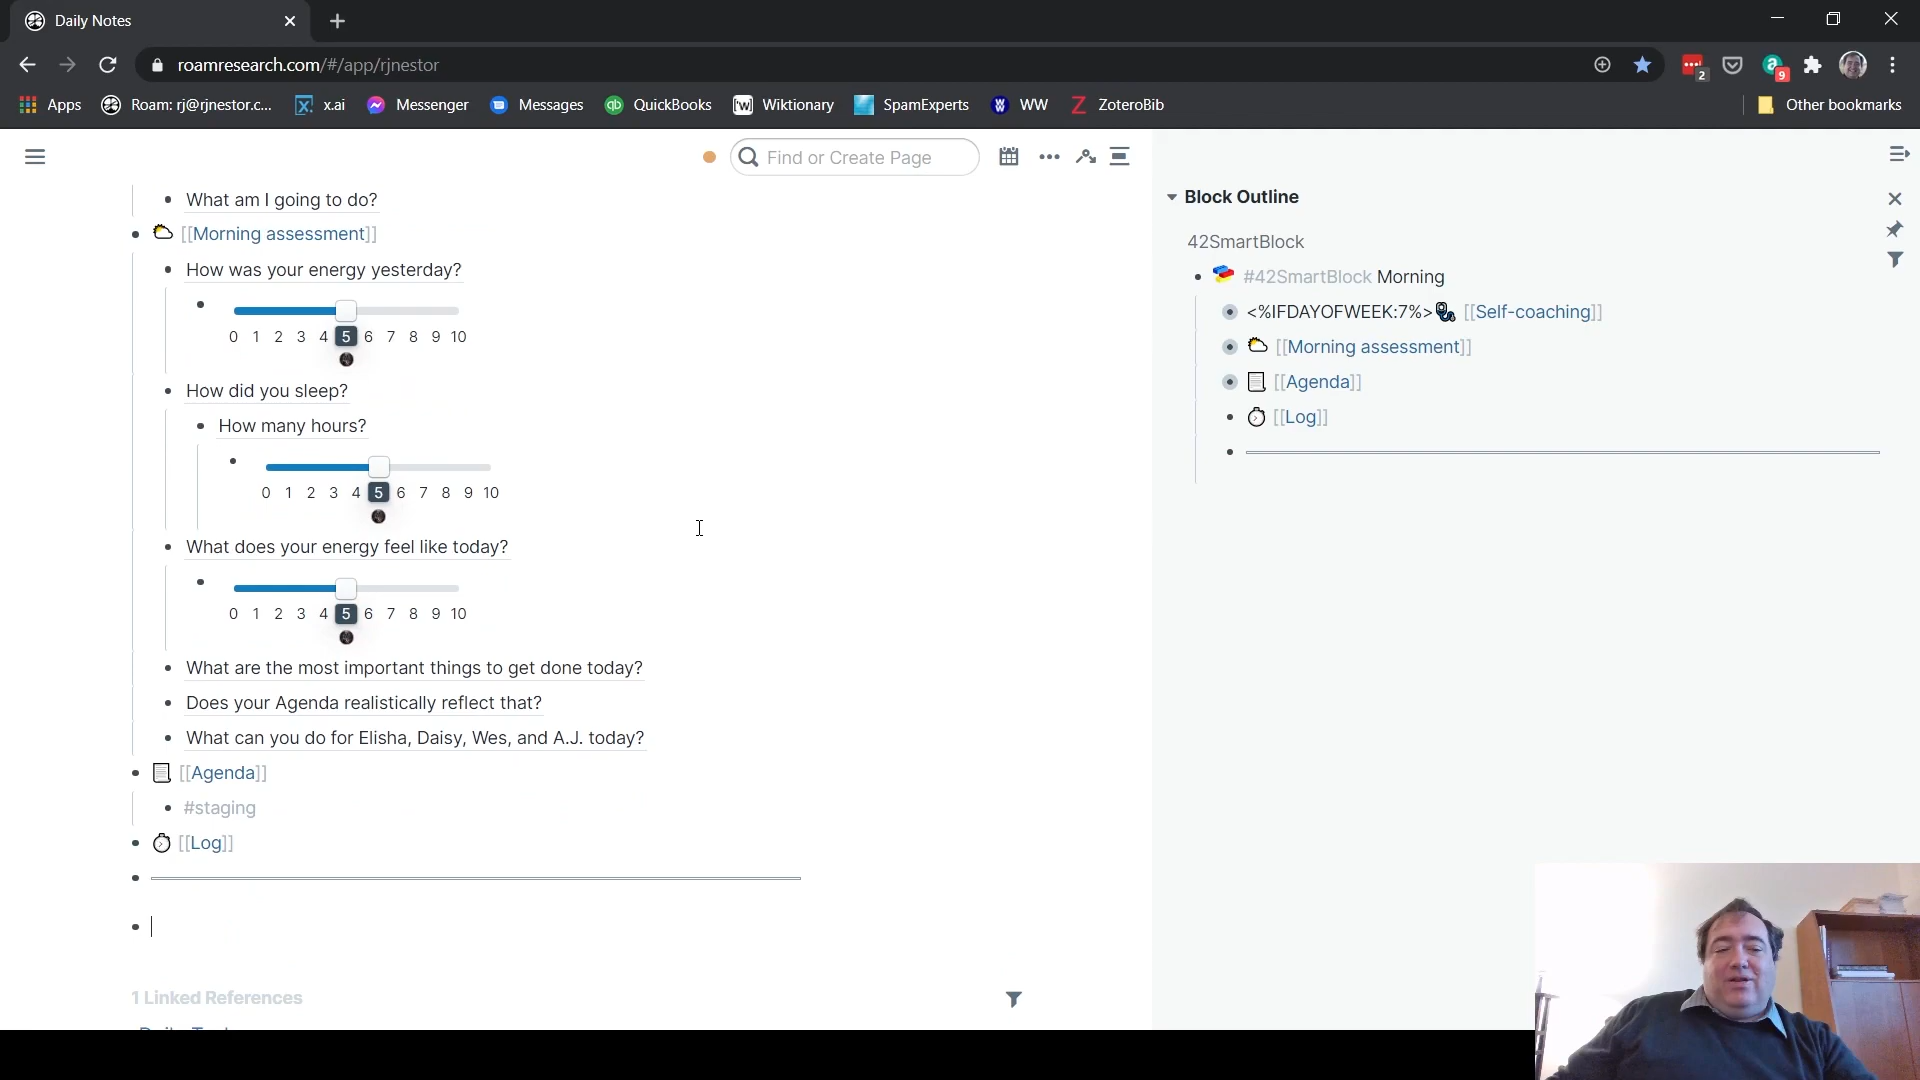 Daily Notes
roamresearch.com/#/app/rjnestor
2
9
Apps
Roam: rj@rjnestor.c...
x.ai
Messenger
Messages
QuickBooks
Wiktionary
SpamExperts
WW
ZoteroBib
Other bookmarks
Find or Create Page
What am I going to do?
[[Morning assessment]]
How was your energy yesterday?
0 1 2 3 4 5 6 7 8 9 10
How did you sleep?
How many hours?
0 1 2 3 4 5 6 7 8 9 10
What does your energy feel like today?
0 1 2 3 4 5 6 7 8 9 10
What are the most important things to get done today?
Does your Agenda realistically reflect that?
What can you do for Elisha, Daisy, Wes, and A.J. today?
[[Agenda]]
#staging
[[Log]]
1 Linked References
Block Outline
42SmartBlock
#42SmartBlock Morning
<%IFDAYOFWEEK:7%> [[Self-coaching]]
[[Morning assessment]]
[[Agenda]]
[[Log]]